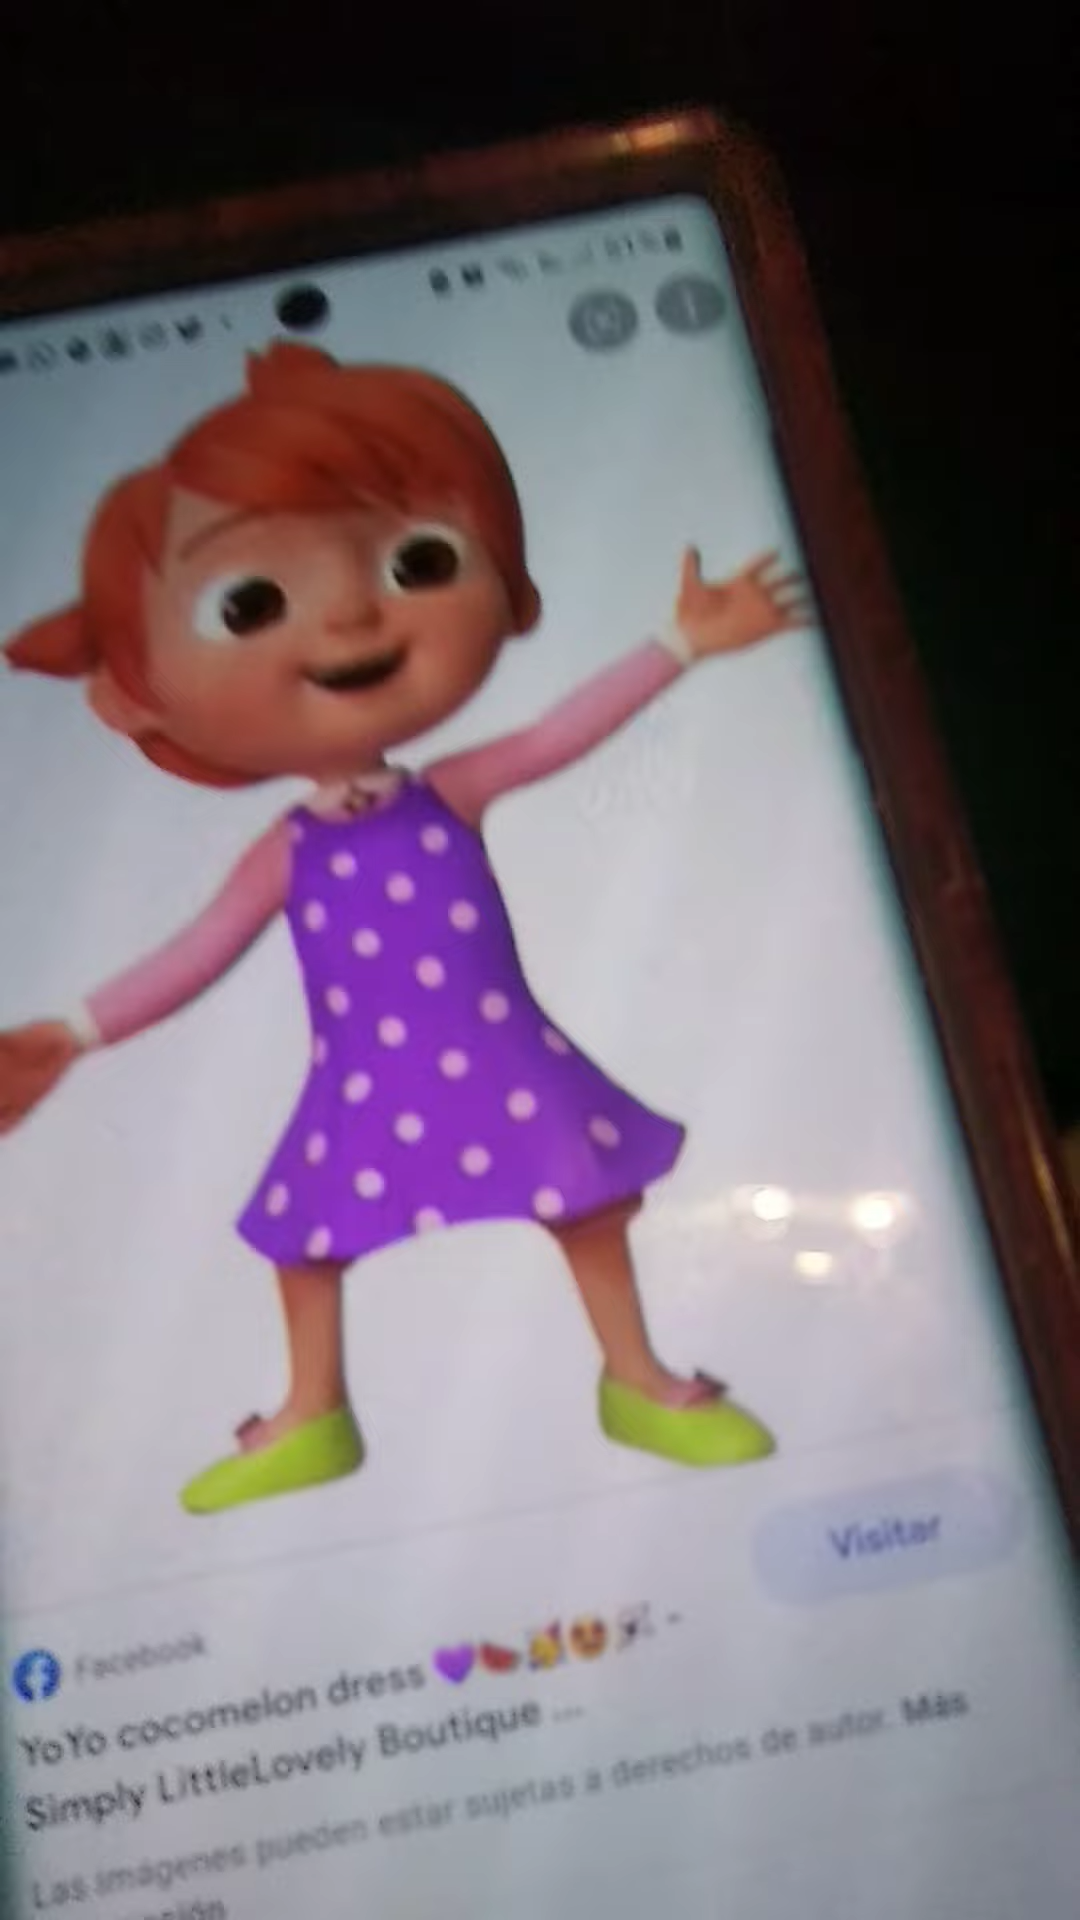 Visitar
Facebook
YoYo cocomelon dress 
Simply LittleLovely Boutique ...
Las imágenes pueden estar sujetas a derechos de autor. Más